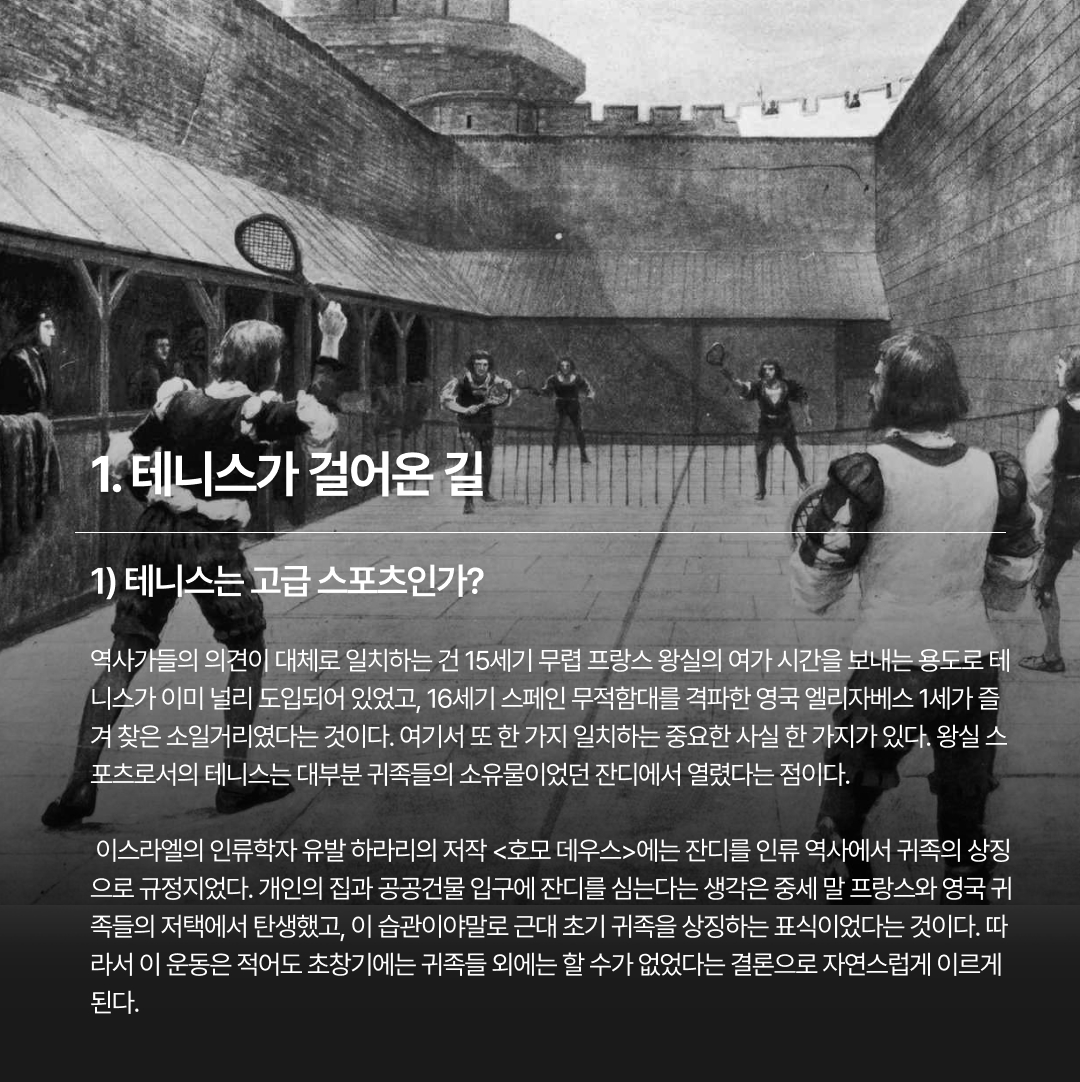 1. 테니스가 걸어온 길
1) 테니스는 고급 스포츠인가?
역사가들의 의견이 대체로 일치하는 건 15세기 무렵 프랑스 왕실의 여가 시간을 보내는 용도로 테
니스가 이미 널리 도입되어 있었고, 16세기 스페인 무적함대를 격파한 영국 엘리자베스 1세가 즐
겨 찾은 소일거리였다는 것이다. 여기서 또 한 가지 일치하는 중요한 사실 한 가지가 있다. 왕실 스
포츠로서의 테니스는 대부분 귀족들의 소유물이었던 잔디에서 열렸다는 점이다.
이스라엘의 인류학자 유발 하라리의 저작 <호모 데우스>에는 잔디를 인류 역사에서 귀족의 상징
으로 규정지었다. 개인의 집과 공공건물 입구에 잔디를 심는다는 생각은 중세 말 프랑스와 영국 귀
족들의 저택에서 탄생했고, 이 습관이야말로 근대 초기 귀족을 상징하는 표식이었다는 것이다. 따
라서 이 운동은 적어도 초창기에는 귀족들 외에는 할 수가 없었다는 결론으로 자연스럽게 이르게
된다.